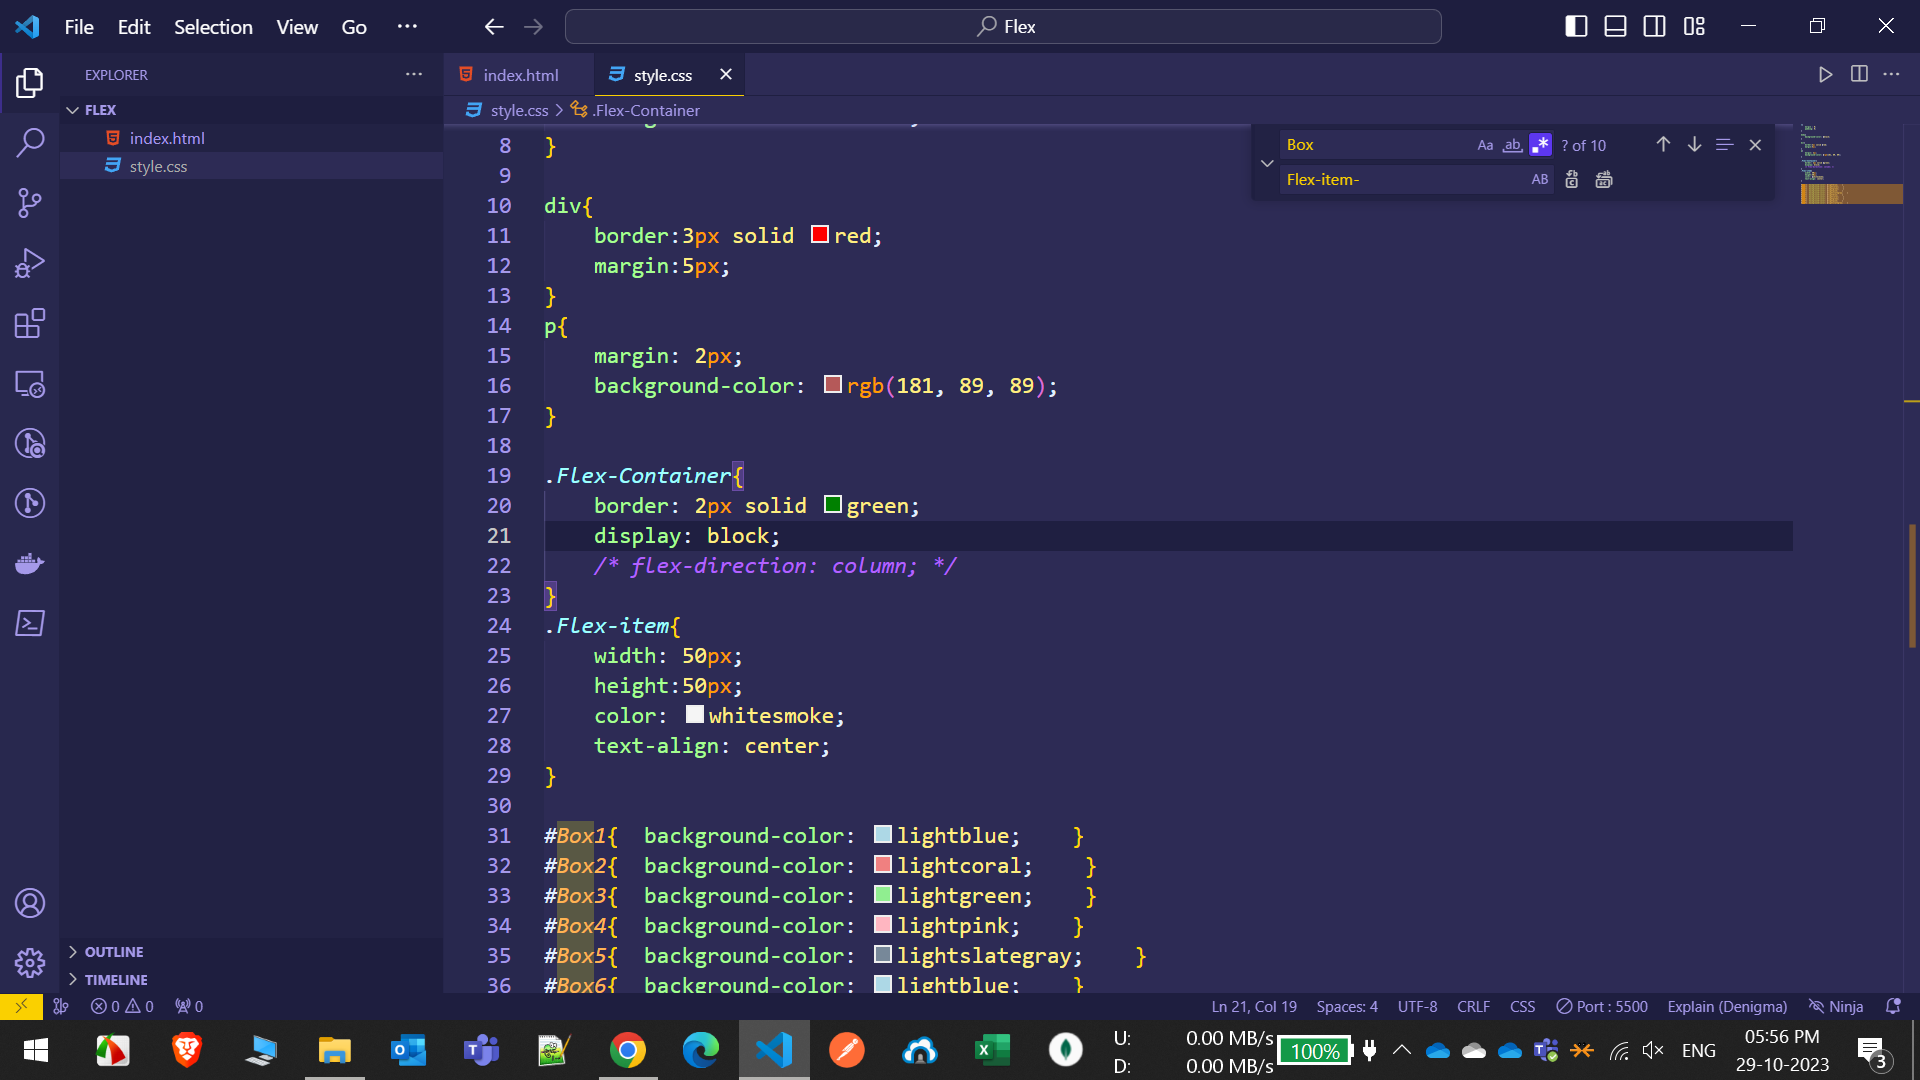 File Edit Selection View Go ···
Flex
EXPLORER
FLEX
index.html
style.css
OUTLINE
TIMELINE
index.html
style.css
style.css > .Flex-Container
Box
Aa ab .* ? of 10
Flex-item-
AB
8 }
9
10 div{
11 border:3px solid red;
12 margin:5px;
13 }
14 p{
15 margin: 2px;
16 background-color: rgb(181, 89, 89);
17 }
18
19 .Flex-Container{
20 border: 2px solid green;
21 display: block;
22 /* flex-direction: column; */
23 }
24 .Flex-item{
25 width: 50px;
26 height:50px;
27 color: whitesmoke;
28 text-align: center;
29 }
30
31 #Box1{ background-color: lightblue; }
32 #Box2{ background-color: lightcoral; }
33 #Box3{ background-color: lightgreen; }
34 #Box4{ background-color: lightpink; }
35 #Box5{ background-color: lightslategray; }
36 #Box6{ background-color: lightblue; }
0 0 0
Ln 21, Col 19 Spaces: 4 UTF-8 CRLF CSS Port : 5500 Explain (Denigma) Ninja
U: 0.00 MB/s
D: 0.00 MB/s
100%
ENG
05:56 PM
29-10-2023
3